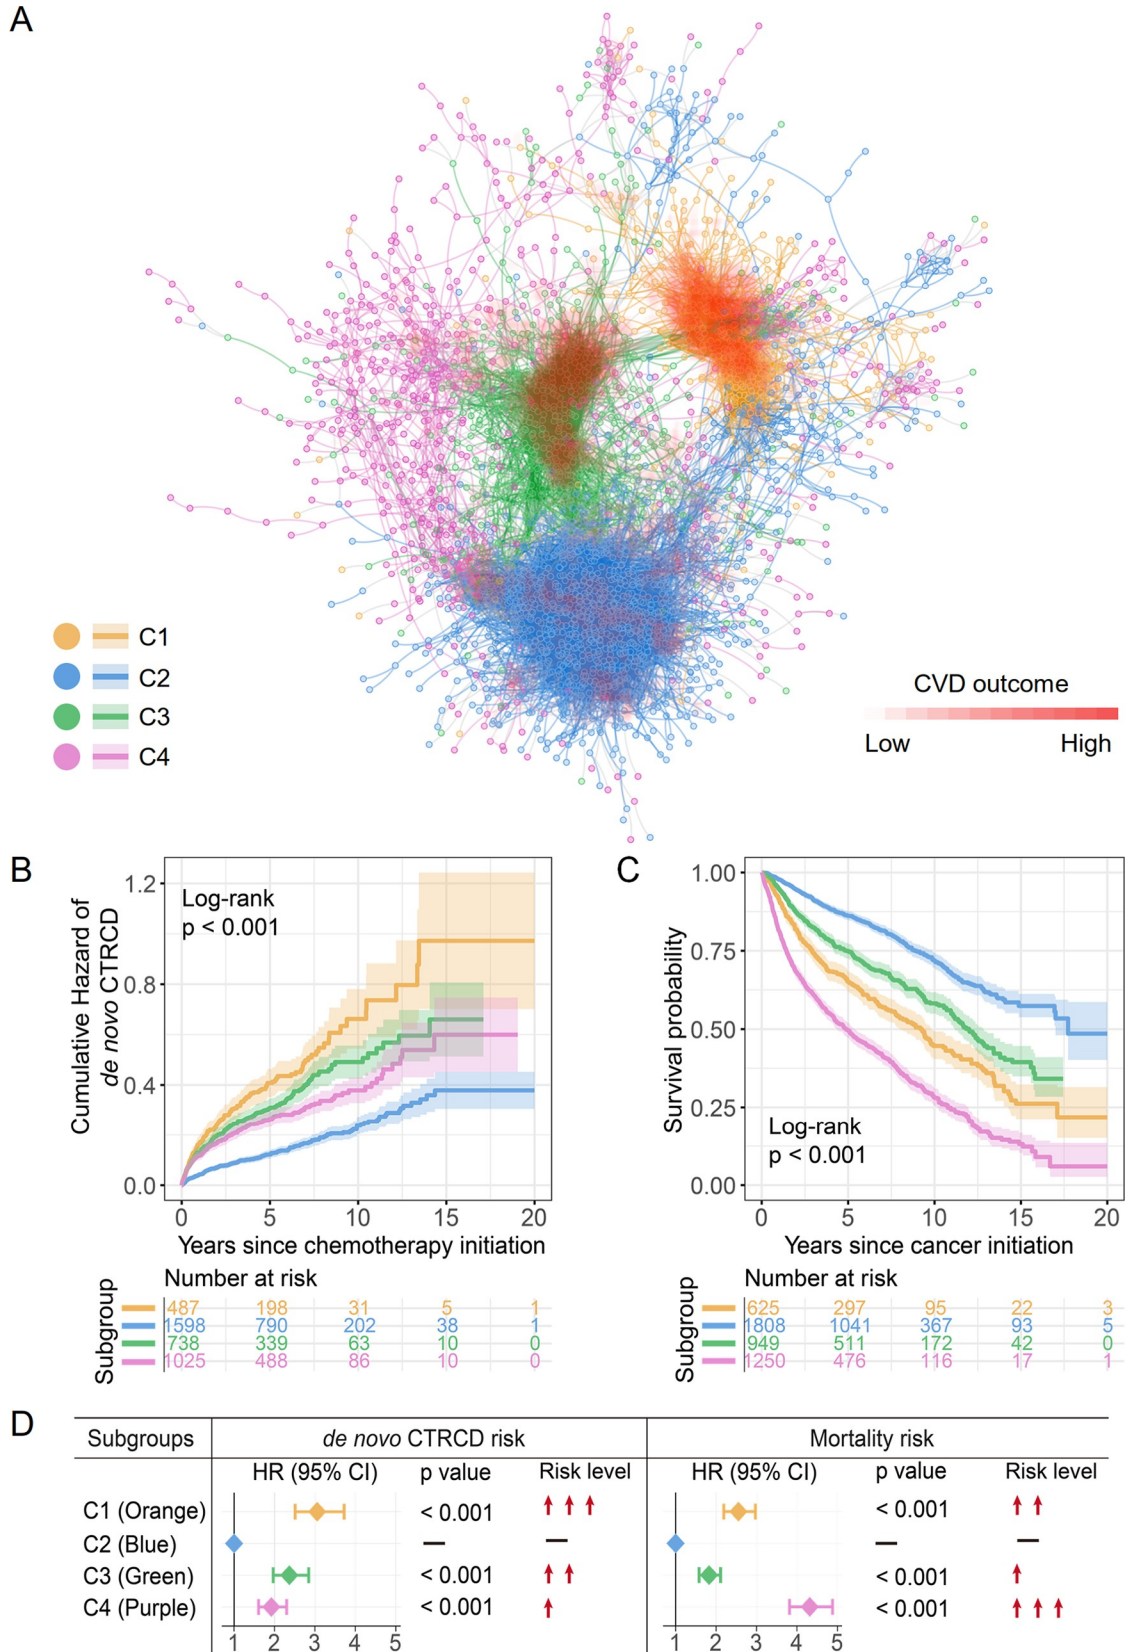 A
C1
C2
C3
C4
CVD outcome
Low High
B
Cumulative Hazard of
de novo CTRCD
1.2
0.8
0.4
0.0
Log-rank
p < 0.001
0 5 10 15 20
Years since chemotherapy initiation
Number at risk
Subgroup
487 198 31 5 1
1598 790 202 38 1
738 339 63 10 0
1025 488 86 10 0
C
Survival probability
1.00
0.75
0.50
0.25
0.00
Log-rank
p < 0.001
0 5 10 15 20
Years since cancer initiation
Number at risk
Subgroup
625 297 95 22 3
1808 1041 367 93 5
949 511 172 42 0
1250 476 116 17 1
D
Subgroups de novo CTRCD risk Mortality risk
HR (95% CI) p value Risk level HR (95% CI) p value Risk level
C1 (Orange) < 0.001 < 0.001
C2 (Blue)
C3 (Green) < 0.001 < 0.001
C4 (Purple) < 0.001 < 0.001
1 2 3 4 5 1 2 3 4 5